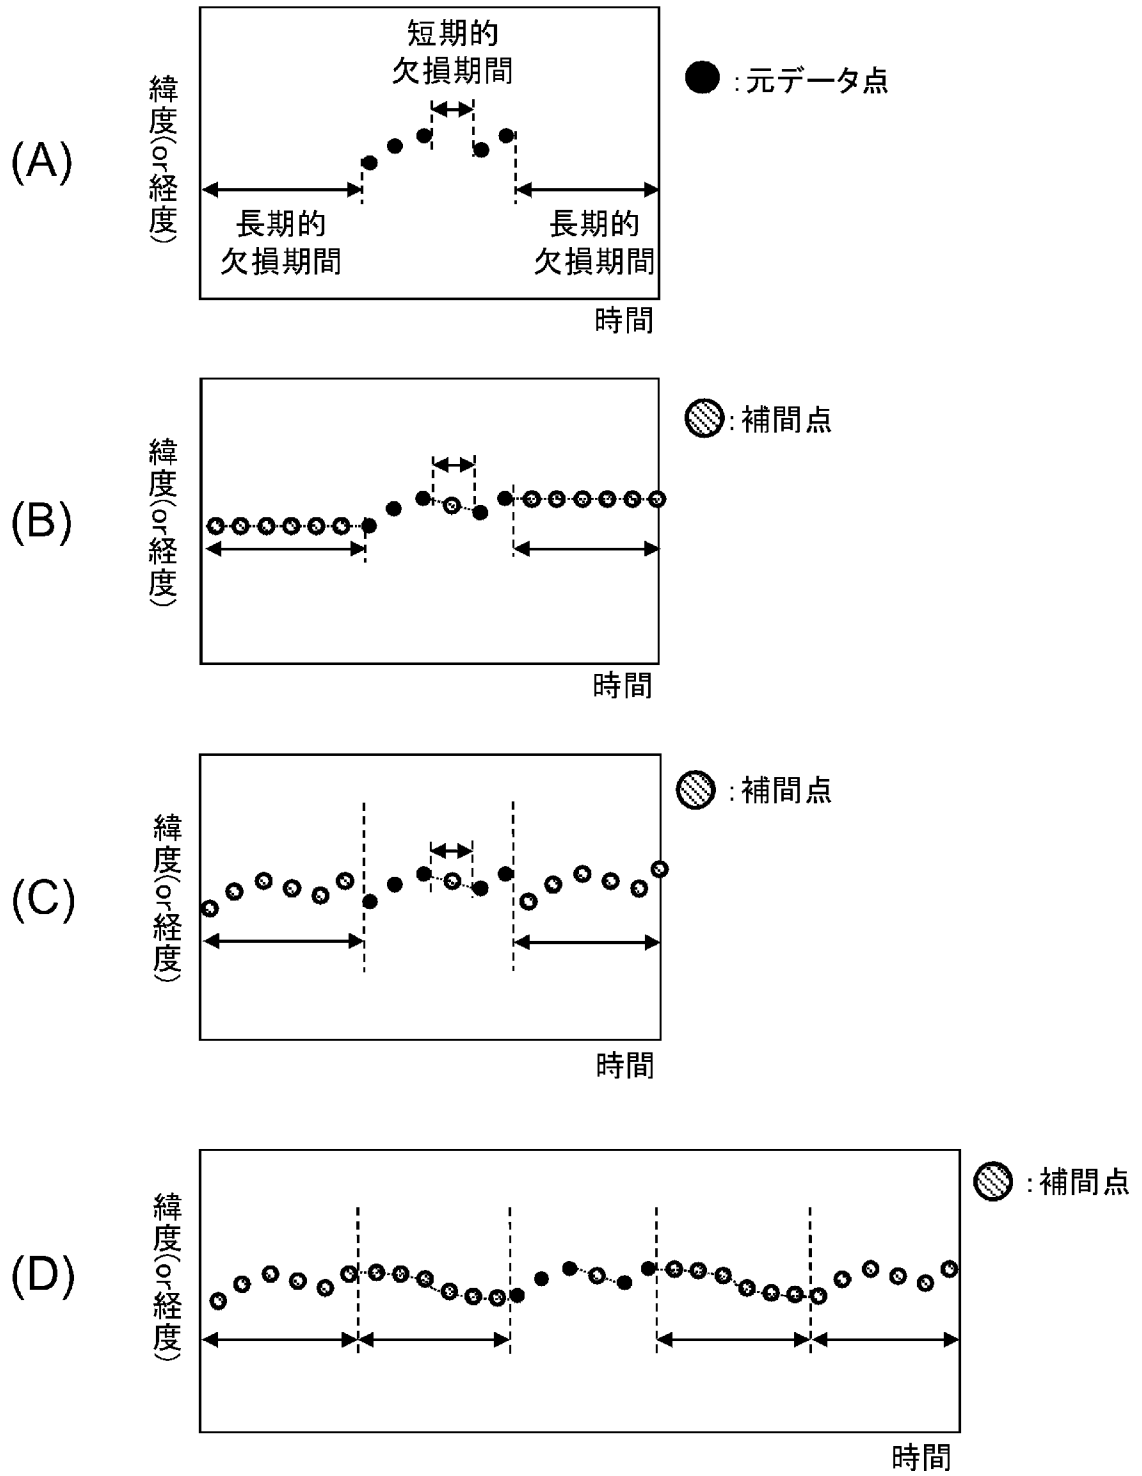 (A)
緯度(or経度)
短期的
欠損期間
長期的
欠損期間
長期的
欠損期間
時間
:元データ点
(B)
緯度(or経度)
時間
:補間点
(C)
緯度(or経度)
時間
:補間点
(D)
緯度(or経度)
時間
:補間点